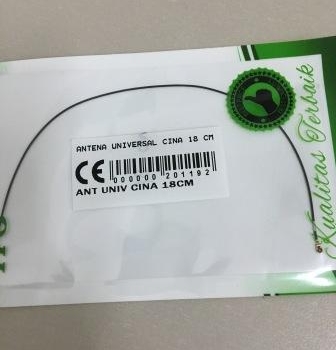 ANTENA UNIVERSAL CINA 18 CM
CE
000000 201192
ANT UNIV CINA 18CM
Kualitas Terbaik